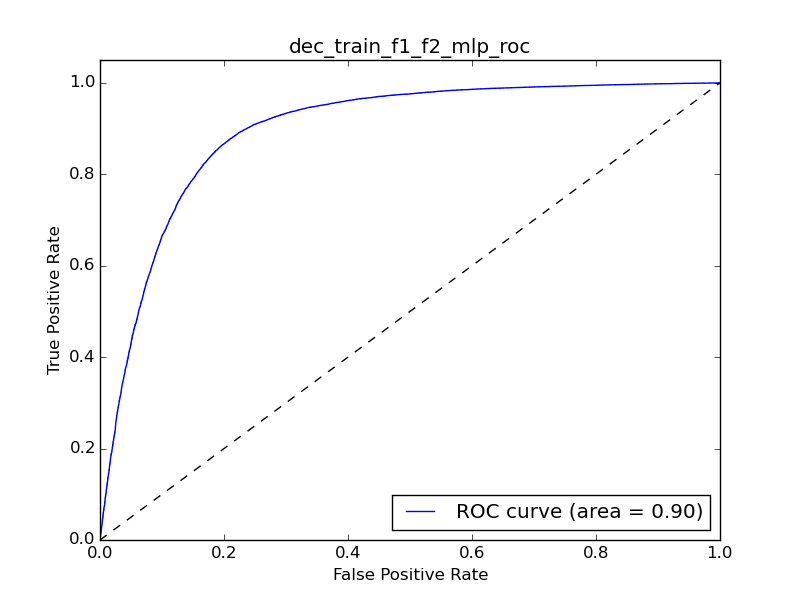 dec_train_f1_f2_mlp_roc
1.0
0.8
0.6
0.4
0.2
0.0
True Positive Rate
ROC curve (area = 0.90)
0.0 0.2 0.4 0.6 0.8 1.0
False Positive Rate